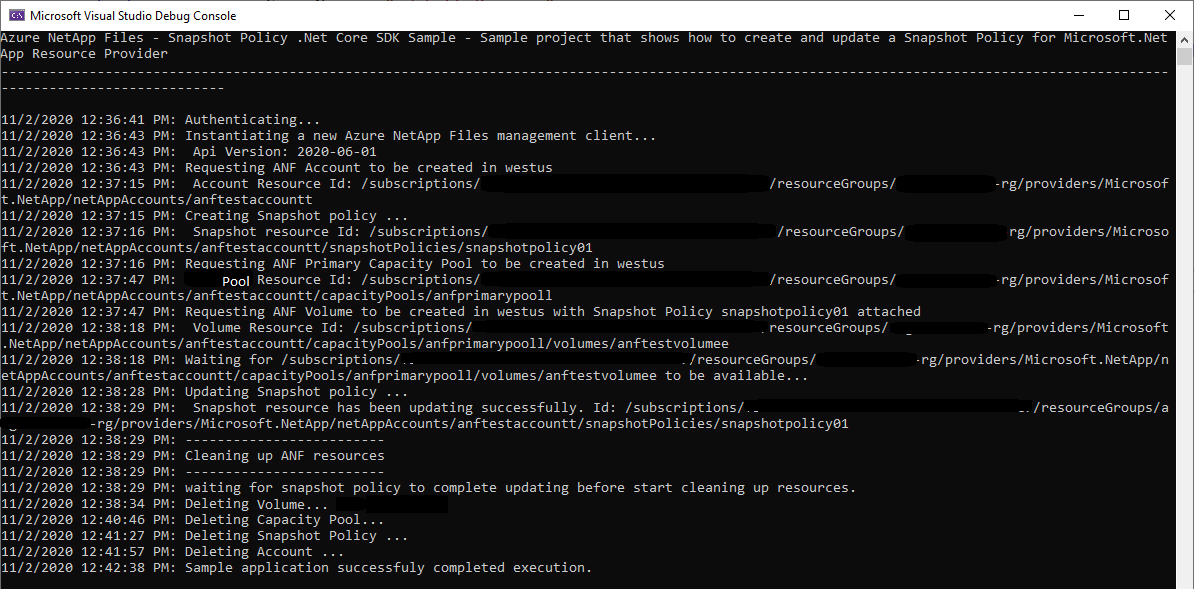 Microsoft Visual Studio Debug Console
Azure NetApp Files - Snapshot Policy .Net Core SDK Sample - Sample project that shows how to create and update a Snapshot Policy for Microsoft.Net
App Resource Provider
--------------------------------------------------------------------------------------------------------------------------------------------------
----------------------------
11/2/2020 12:36:41 PM: Authenticating...
11/2/2020 12:36:43 PM: Instantiating a new Azure NetApp Files management client...
11/2/2020 12:36:43 PM:  Api Version: 2020-06-01
11/2/2020 12:36:43 PM: Requesting ANF Account to be created in westus
11/2/2020 12:37:15 PM:  Account Resource Id: /subscriptions/ /resourceGroups/ -rg/providers/Microsof
t.NetApp/netAppAccounts/anftestaccountt
11/2/2020 12:37:15 PM: Creating Snapshot policy ...
11/2/2020 12:37:16 PM:  Snapshot resource Id: /subscriptions/ /resourceGroups/ rg/providers/Microso
ft.NetApp/netAppAccounts/anftestaccountt/snapshotPolicies/snapshotpolicy01
11/2/2020 12:37:16 PM: Requesting ANF Primary Capacity Pool to be created in westus
11/2/2020 12:37:47 PM: Pool Resource Id: /subscriptions/ /resourceGroups/ -rg/providers/Microsof
t.NetApp/netAppAccounts/anftestaccountt/capacityPools/anfprimarypooll
11/2/2020 12:37:47 PM: Requesting ANF Volume to be created in westus with Snapshot Policy snapshotpolicy01 attached
11/2/2020 12:38:18 PM:  Volume Resource Id: /subscriptions/ resourceGroups/ -rg/providers/Microsoft
.NetApp/netAppAccounts/anftestaccountt/capacityPools/anfprimarypooll/volumes/anftestvolumee
11/2/2020 12:38:18 PM: Waiting for /subscriptions/ /resourceGroups/ -rg/providers/Microsoft.NetApp/n
etAppAccounts/anftestaccountt/capacityPools/anfprimarypooll/volumes/anftestvolumee to be available...
11/2/2020 12:38:28 PM: Updating Snapshot policy ...
11/2/2020 12:38:29 PM:  Snapshot resource has been updating successfully. Id: /subscriptions/ /resourceGroups/a
-rg/providers/Microsoft.NetApp/netAppAccounts/anftestaccountt/snapshotPolicies/snapshotpolicy01
11/2/2020 12:38:29 PM: -------------------------
11/2/2020 12:38:29 PM: Cleaning up ANF resources
11/2/2020 12:38:29 PM: -------------------------
11/2/2020 12:38:29 PM: waiting for snapshot policy to complete updating before start cleaning up resources.
11/2/2020 12:38:34 PM: Deleting Volume...
11/2/2020 12:40:46 PM: Deleting Capacity Pool...
11/2/2020 12:41:27 PM: Deleting Snapshot Policy ...
11/2/2020 12:41:57 PM: Deleting Account ...
11/2/2020 12:42:38 PM: Sample application successfuly completed execution.